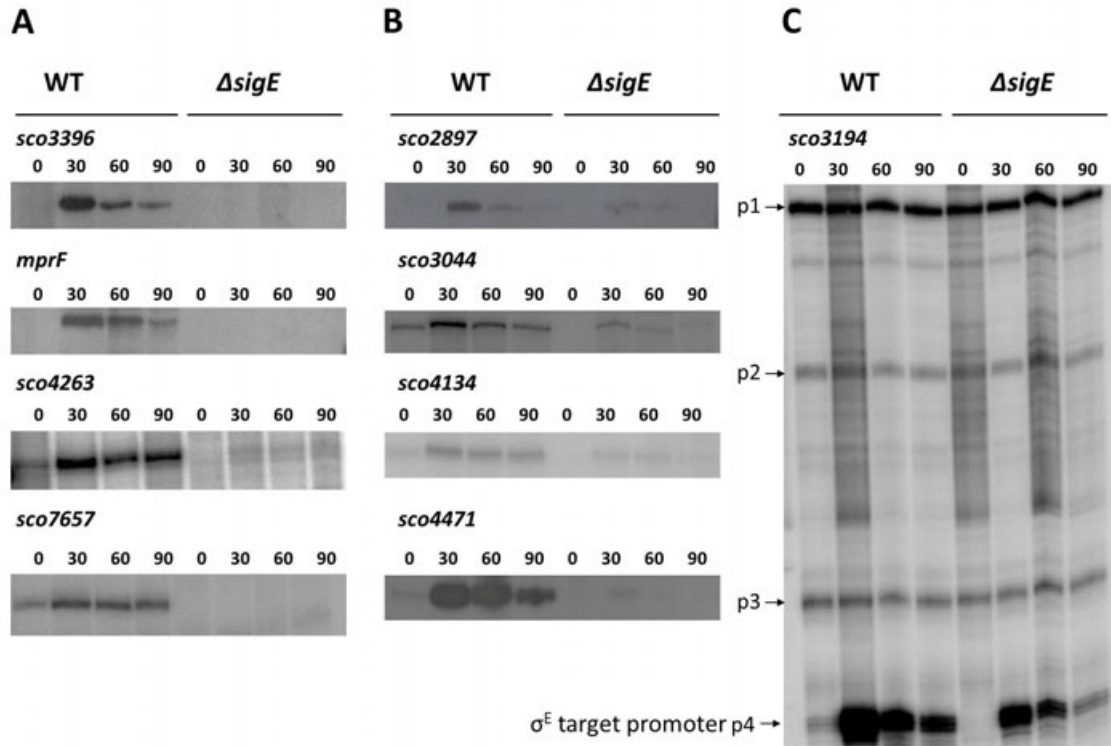 A
WT ΔsigE
sco3396
0 30 60 90 0 30 60 90
mprF
0 30 60 90 0 30 60 90
sco4263
0 30 60 90 0 30 60 90
sco7657
0 30 60 90 0 30 60 90
B
WT ΔsigE
sco2897
0 30 60 90 0 30 60 90
sco3044
0 30 60 90 0 30 60 90
sco4134
0 30 60 90 0 30 60 90
sco4471
0 30 60 90 0 30 60 90
C
WT ΔsigE
sco3194
0 30 60 90 0 30 60 90
p1
p2
p3
σᴱ target promoter p4